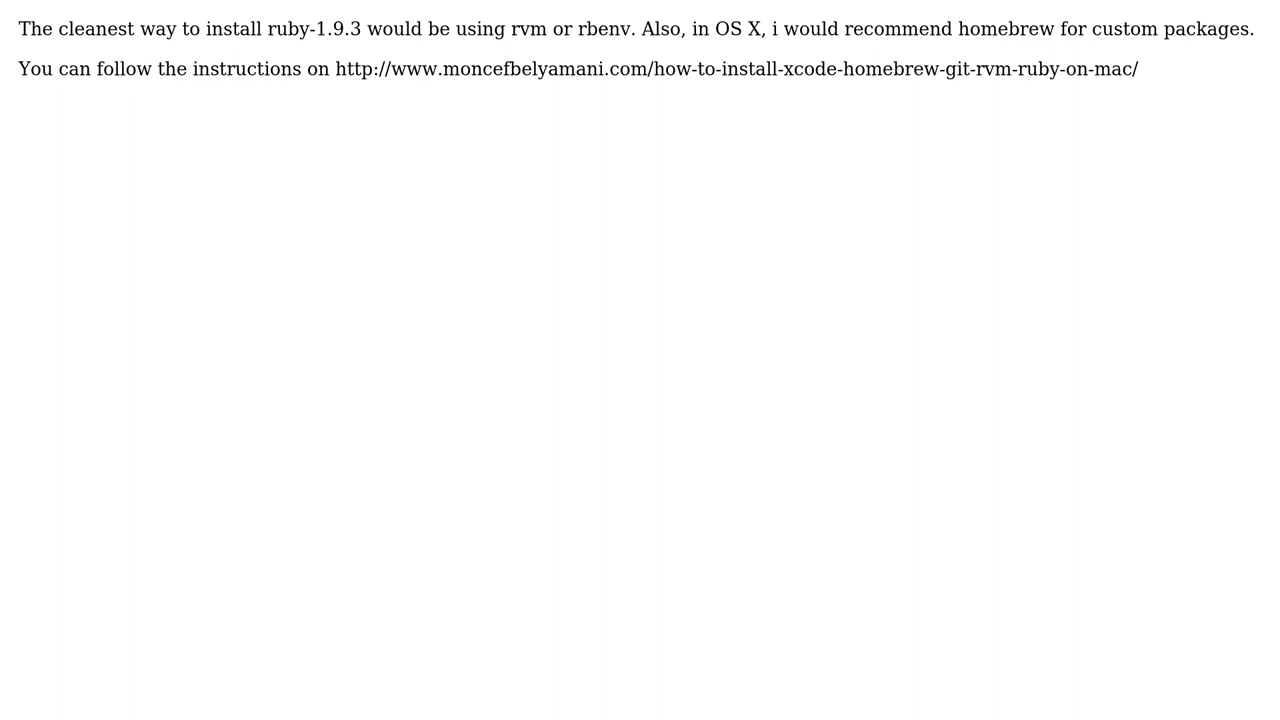 The cleanest way to install ruby-1.9.3 would be using rvm or rbenv. Also, in OS X, i would recommend homebrew for custom packages.
You can follow the instructions on http://www.moncefbelyamani.com/how-to-install-xcode-homebrew-git-rvm-ruby-on-mac/